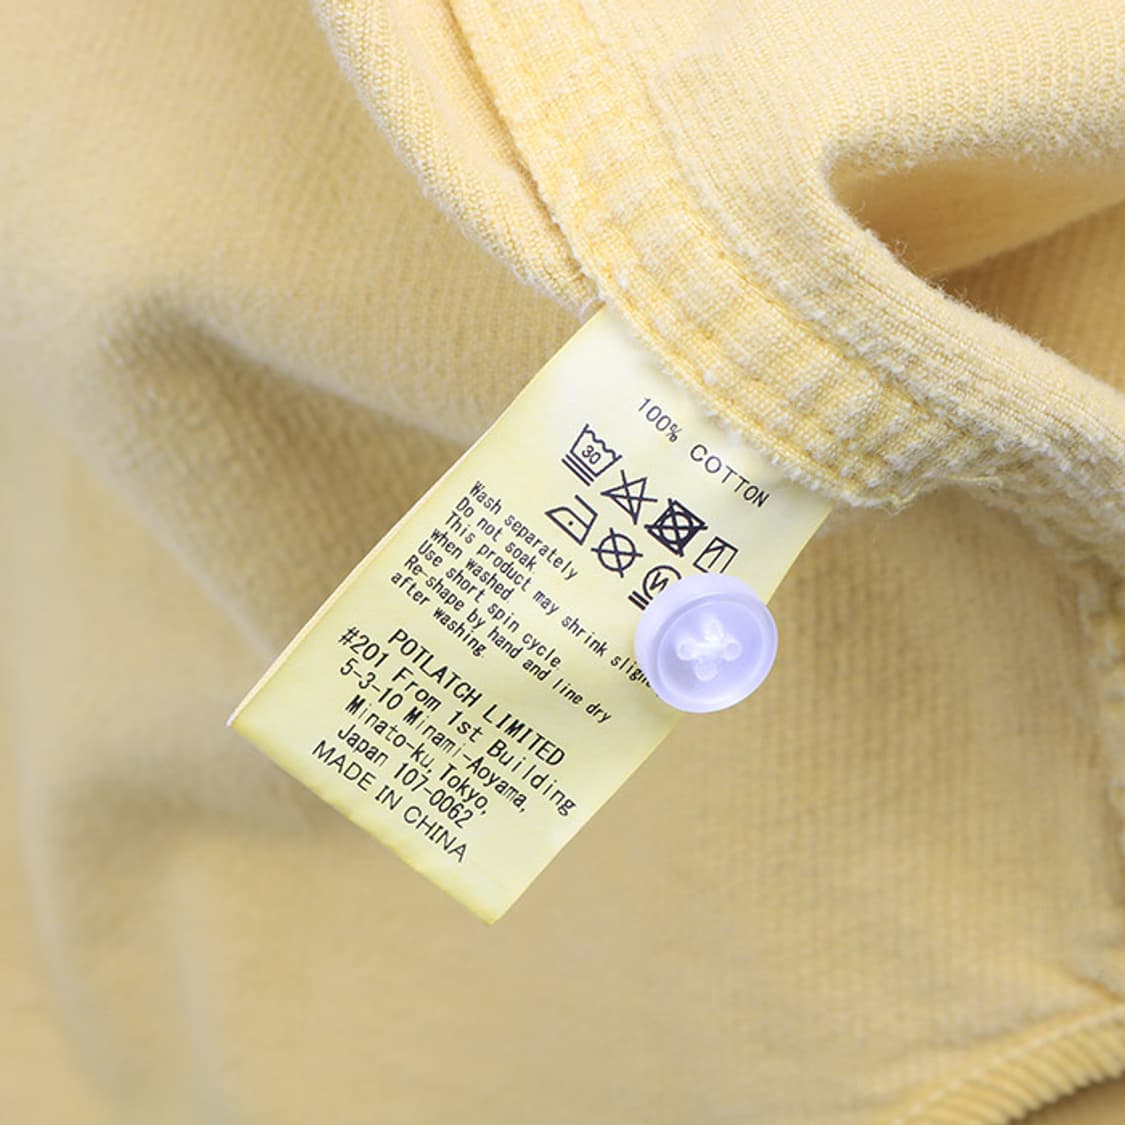 100% COTTON
30
W
Wash separately
Do not soak
This product may shrink
when washed.
Use short spin cycle.
Re-shape by hand and line dry
after washing.
POTLATCH LIMITED
#201 From 1st Building
5-3-10 Minami-Aoyama,
Minato-ku, Tokyo,
Japan 107-0062
MADE IN CHINA